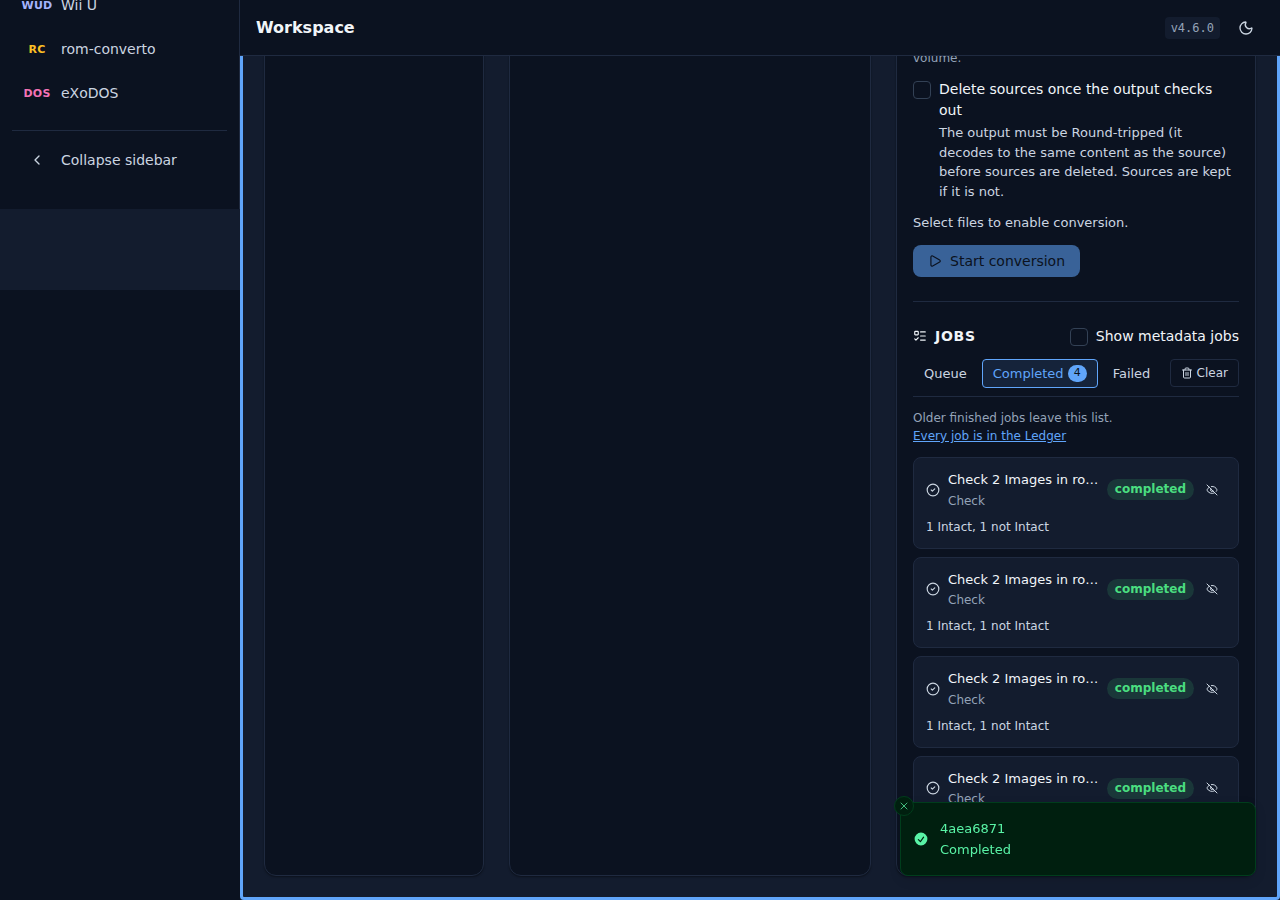 WUD Wii U
RC rom-converto
DOS eXoDOS
Collapse sidebar
Workspace
v4.6.0
volume.
Delete sources once the output checks
out
The output must be Round-tripped (it
decodes to the same content as the source)
before sources are deleted. Sources are kept
if it is not.
Select files to enable conversion.
Start conversion
JOBS
Show metadata jobs
Queue
Completed 4
Failed
Clear
Older finished jobs leave this list.
Every job is in the Ledger
Check 2 Images in ro...
completed
Check
1 Intact, 1 not Intact
Check 2 Images in ro...
completed
Check
1 Intact, 1 not Intact
Check 2 Images in ro...
completed
Check
1 Intact, 1 not Intact
Check 2 Images in ro...
completed
Check
4aea6871
Completed